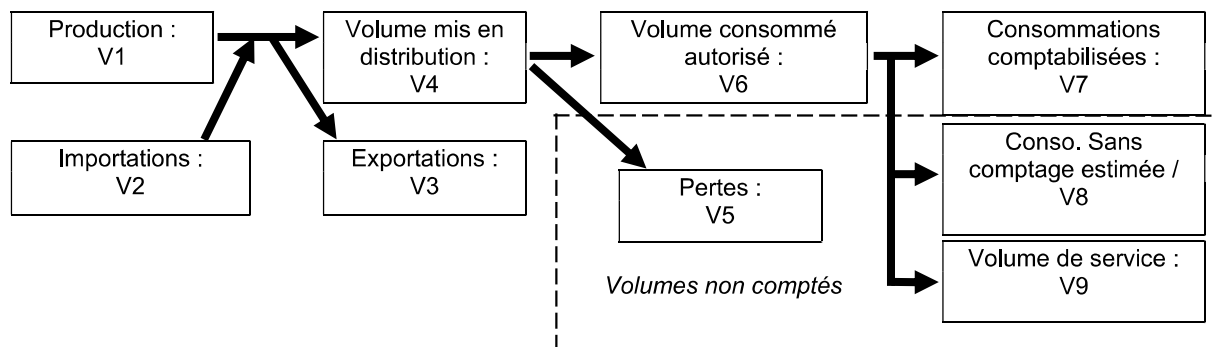 Production :
V1
Volume mis en
distribution :
V4
Volume consommé
autorisé :
V6
Consommations
comptabilisées :
V7
Importations :
V2
Exportations :
V3
Pertes :
V5
Conso. Sans
comptage estimée /
V8
Volumes non comptés
Volume de service :
V9